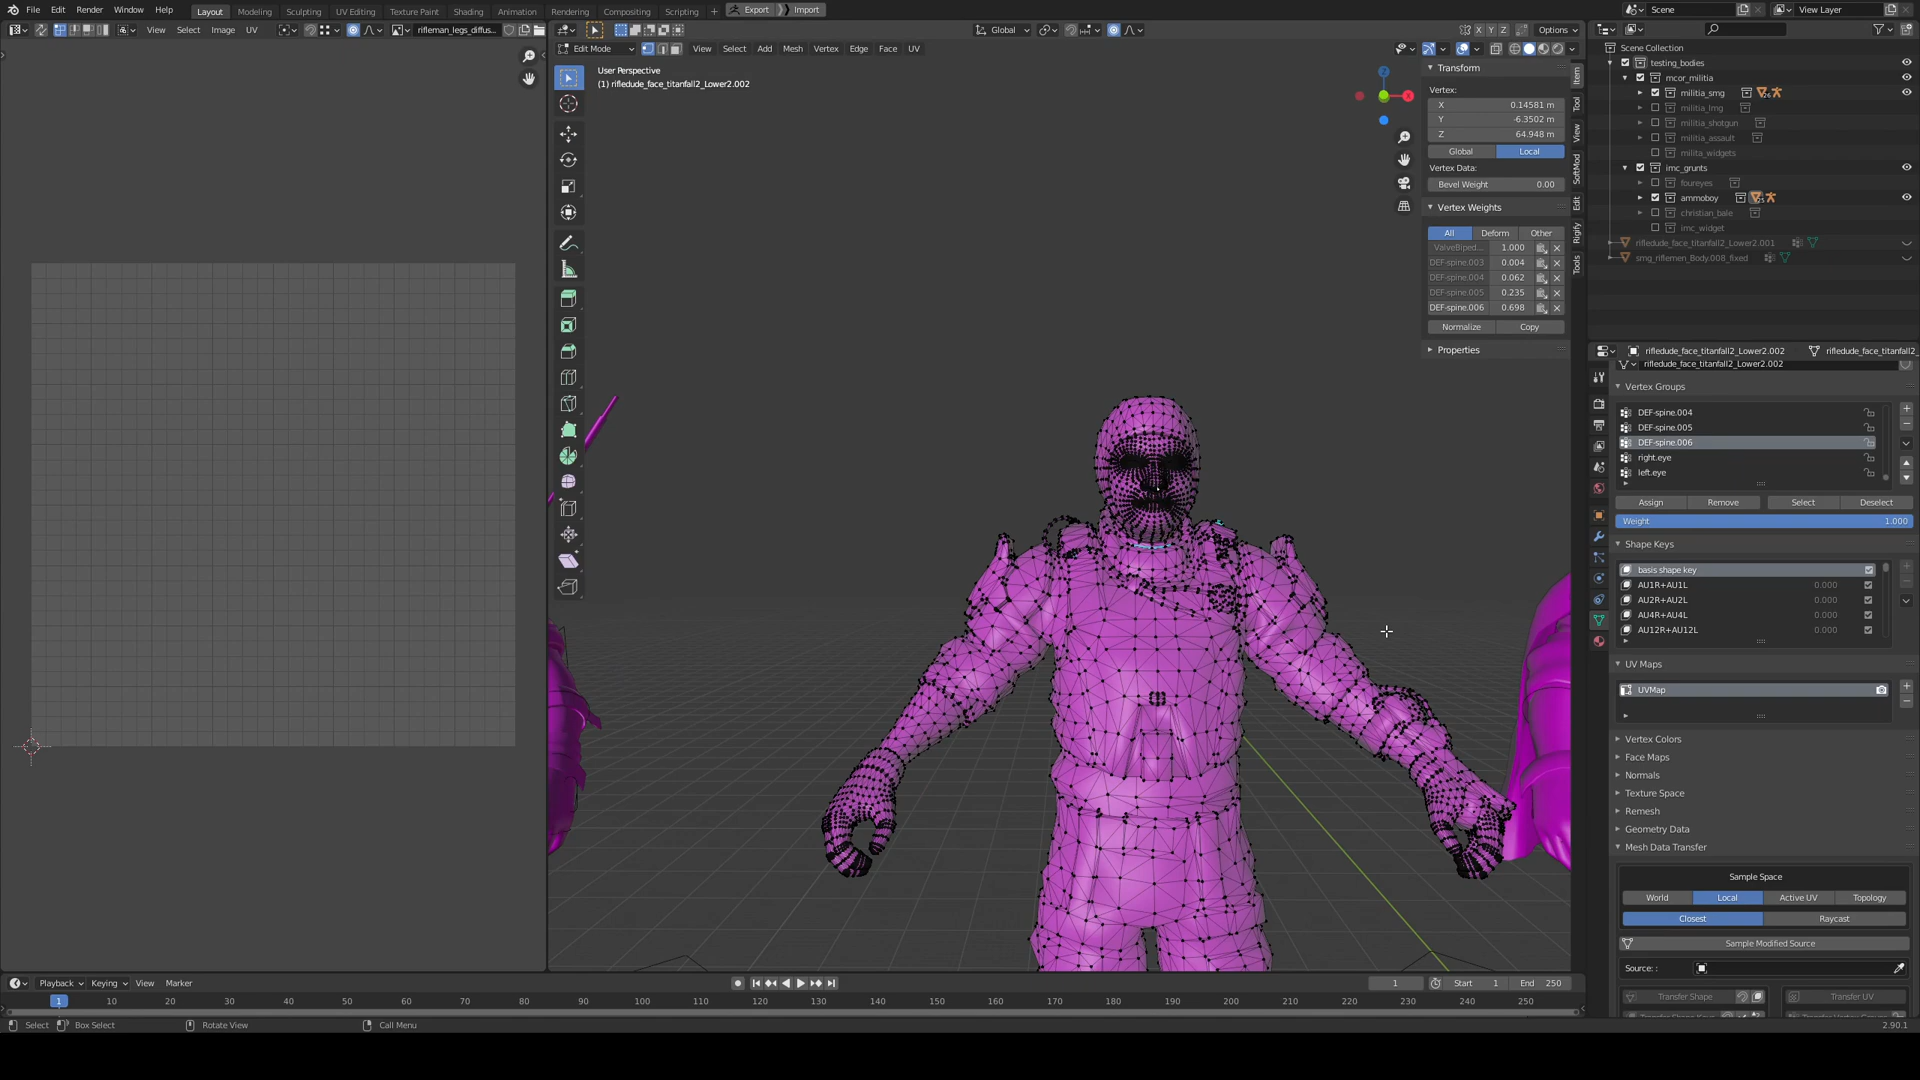 File Edit Render Window Help Layout Modeling Sculpting UV Editing Texture Paint Shading Animation Rendering Compositing Scripting + Export Import Scene View Layer
View Select Image UV rifleman_legs_diffus... Global X Y Z Options
Edit Mode View Select Add Mesh Vertex Edge Face UV
User Perspective
(1) rifledude_face_titanfall2_Lower2.002
Transform
Vertex:
X 0.14581 m
Y -6.3502 m
Z 64.948 m
Global Local
Vertex Data:
Bevel Weight 0.00
Vertex Weights
All Deform Other
ValveBiped... 1.000
DEF-spine.003 0.004
DEF-spine.004 0.062
DEF-spine.005 0.235
DEF-spine.006 0.698
Normalize Copy
Properties
Item
Tool
View
SoftMod
Edit
Rigify
Tools
Scene Collection
testing_bodies
mcor_militia
militia_smg
militia_lmg
militia_shotgun
militia_assault
milita_widgets
imc_grunts
foureyes
ammoboy
christian_bale
imc_widget
rifledude_face_titanfall2_Lower2.001
smg_riflemen_Body.008_fixed
rifledude_face_titanfall2_Lower2.002 rifledude_face_titanfall2_
rifledude_face_titanfall2_Lower2.002
Vertex Groups
DEF-spine.004
DEF-spine.005
DEF-spine.006
right.eye
left.eye
Assign Remove Select Deselect
Weight 1.000
Shape Keys
basis shape key
AU1R+AU1L 0.000
AU2R+AU2L 0.000
AU4R+AU4L 0.000
AU12R+AU12L 0.000
UV Maps
UVMap
Vertex Colors
Face Maps
Normals
Texture Space
Remesh
Geometry Data
Mesh Data Transfer
Sample Space
World Local Active UV Topology
Closest Raycast
Sample Modified Source
Source: :
Transfer Shape Transfer UV
Playback Keying View Marker 1 Start 1 End 250
1 10 20 30 40 50 60 70 80 90 100 110 120 130 140 150 160 170 180 190 200 210 220 230 240 250
Select Box Select Rotate View Call Menu 2.90.1